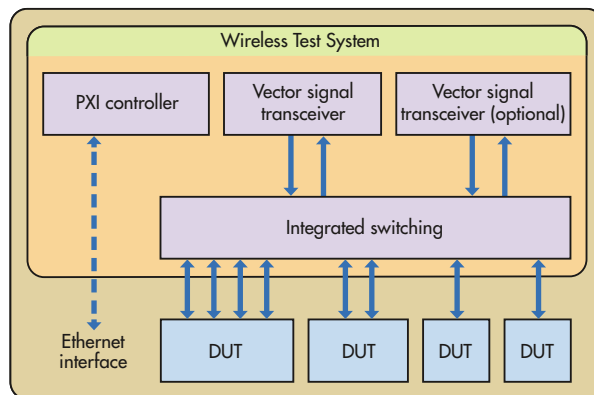 Wireless Test System
PXI controller
Vector signal
transceiver
Vector signal
transceiver (optional)
Integrated switching
Ethernet
interface
DUT
DUT
DUT
DUT